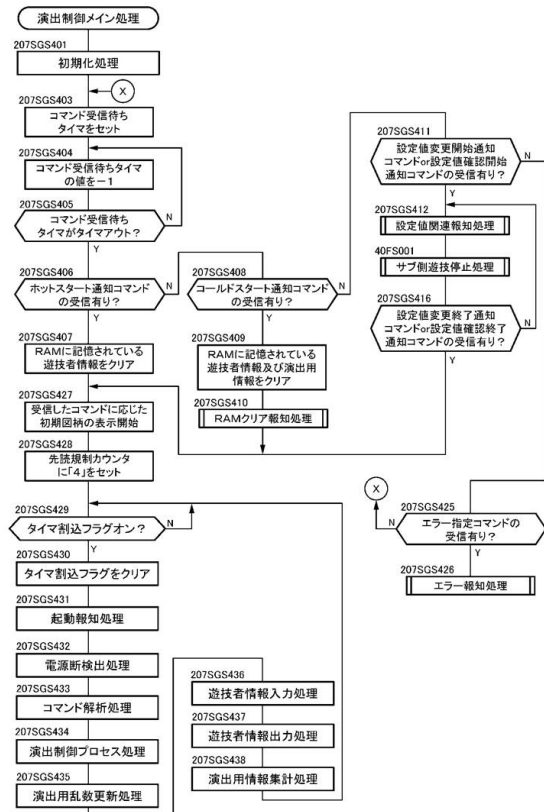 演出制御メイン処理
207SGS401
初期化処理
X
207SGS403
コマンド受信待ち
タイマをセット
207SGS404
コマンド受信待ちタイマ
の値を－1
207SGS405
コマンド受信待ち
タイマがタイムアウト？
N
Y
207SGS406
ホットスタート通知コマンド
の受信有り？
N
Y
207SGS407
RAMに記憶されている
遊技者情報をクリア
207SGS427
受信したコマンドに応じた
初期図柄の表示開始
207SGS428
先読規制カウンタ
に「4」をセット
207SGS429
タイマ割込フラグオン？
N
Y
207SGS430
タイマ割込フラグをクリア
207SGS431
起動報知処理
207SGS432
電源断検出処理
207SGS433
コマンド解析処理
207SGS434
演出制御プロセス処理
207SGS435
演出用乱数更新処理
207SGS408
コールドスタート通知コマンド
の受信有り？
N
Y
207SGS409
RAMに記憶されている
遊技者情報及び演出用
情報をクリア
207SGS410
RAMクリア報知処理
207SGS436
遊技者情報入力処理
207SGS437
遊技者情報出力処理
207SGS438
演出用情報集計処理
207SGS411
設定値変更開始通知
コマンドor設定値確認開始
通知コマンドの受信有り？
N
Y
207SGS412
設定値関連報知処理
40FS001
サブ側遊技停止処理
207SGS416
設定値変更終了通知
コマンドor設定値確認終了
通知コマンドの受信有り？
N
Y
X
207SGS425
エラー指定コマンドの
受信有り？
N
Y
207SGS426
エラー報知処理